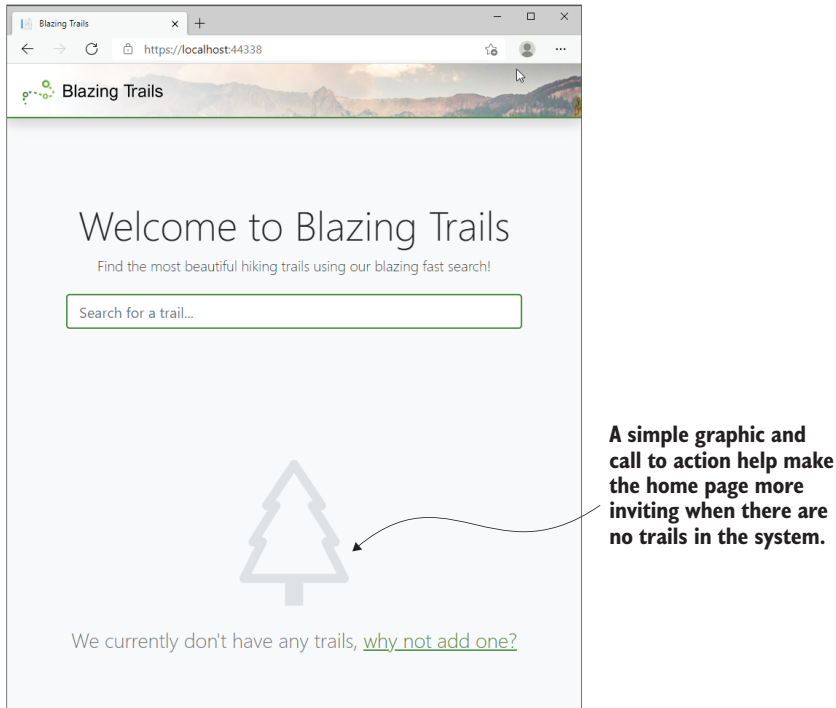 Blazing Trails
https://localhost:44338
Blazing Trails
Welcome to Blazing Trails
Find the most beautiful hiking trails using our blazing fast search!
Search for a trail...
A simple graphic and
call to action help make
the home page more
inviting when there are
no trails in the system.
We currently don't have any trails, why not add one?